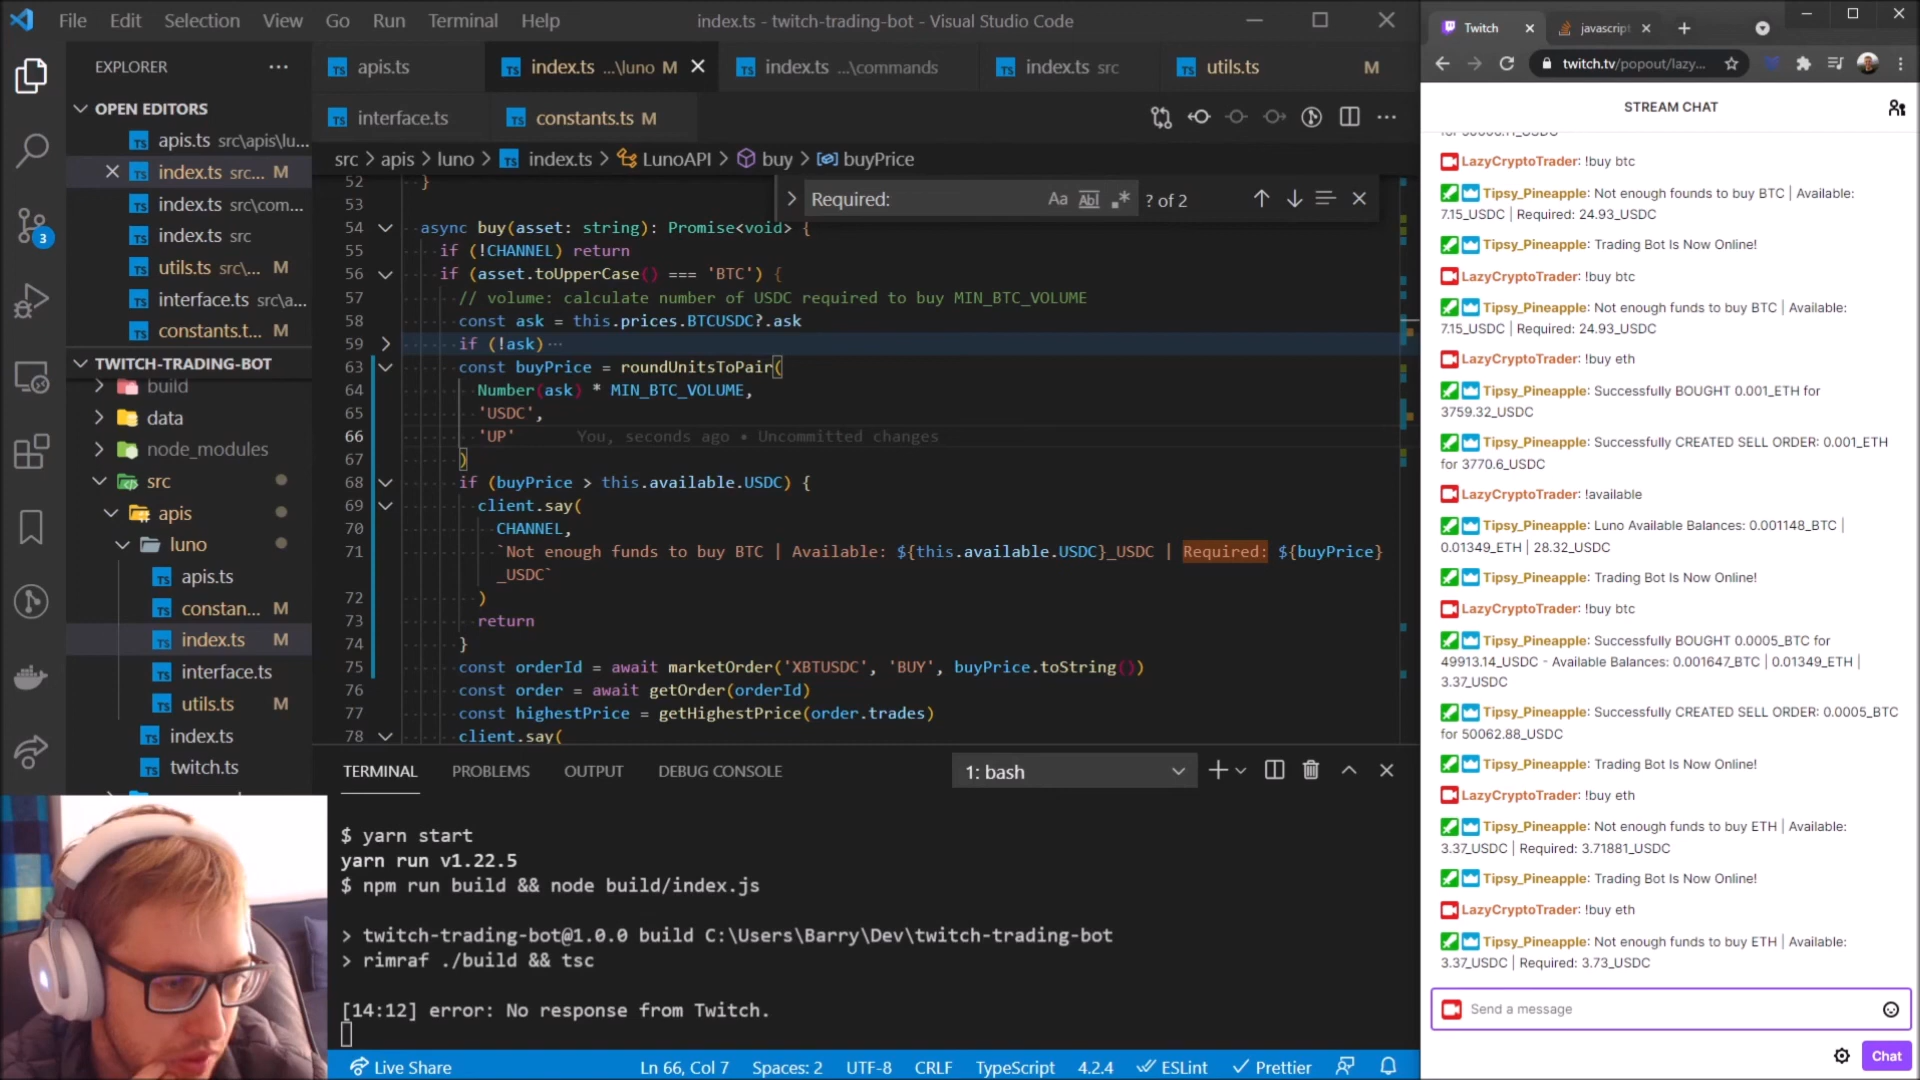 File Edit Selection View Go Run Terminal Help
index.ts - twitch-trading-bot - Visual Studio Code
EXPLORER
OPEN EDITORS
apis.ts src\apis\lu...
index.ts src... M
index.ts src\com...
index.ts src
utils.ts src\... M
interface.ts src\a...
constants.t... M
TWITCH-TRADING-BOT
build
data
node_modules
src
apis
luno
apis.ts
constan... M
index.ts M
interface.ts
utils.ts M
index.ts
twitch.ts
3
apis.ts
index.ts ...\luno M
index.ts ...\commands
index.ts src
utils.ts M
interface.ts
constants.ts M
src > apis > luno > index.ts > LunoAPI > buy > buyPrice
Required:
Aa Abl .* ? of 2
52 }
53
54 async buy(asset: string): Promise<void> {
55 if (!CHANNEL) return
56 if (asset.toUpperCase() === 'BTC') {
57 // volume: calculate number of USDC required to buy MIN_BTC_VOLUME
58 const ask = this.prices.BTCUSDC?.ask
59 if (!ask) ...
63 const buyPrice = roundUnitsToPair(
64 Number(ask) * MIN_BTC_VOLUME,
65 'USDC',
66 'UP' You, seconds ago • Uncommitted changes
67 )
68 if (buyPrice > this.available.USDC) {
69 client.say(
70 CHANNEL,
71 `Not enough funds to buy BTC | Available: ${this.available.USDC}_USDC | Required: ${buyPrice}
_USDC`
72 )
73 return
74 }
75 const orderId = await marketOrder('XBTUSDC', 'BUY', buyPrice.toString())
76 const order = await getOrder(orderId)
77 const highestPrice = getHighestPrice(order.trades)
78 client.say(
TERMINAL PROBLEMS OUTPUT DEBUG CONSOLE
1: bash
$ yarn start
yarn run v1.22.5
$ npm run build && node build/index.js
> twitch-trading-bot@1.0.0 build C:\Users\Barry\Dev\twitch-trading-bot
> rimraf ./build && tsc
[14:12] error: No response from Twitch.
Live Share
Ln 66, Col 7 Spaces: 2 UTF-8 CRLF TypeScript 4.2.4 ESLint Prettier
Twitch
javascript
twitch.tv/popout/lazy...
STREAM CHAT
LazyCryptoTrader: !buy btc
Tipsy_Pineapple: Not enough founds to buy BTC | Available:
7.15_USDC | Required: 24.93_USDC
Tipsy_Pineapple: Trading Bot Is Now Online!
LazyCryptoTrader: !buy btc
Tipsy_Pineapple: Not enough funds to buy BTC | Available:
7.15_USDC | Required: 24.93_USDC
LazyCryptoTrader: !buy eth
Tipsy_Pineapple: Successfully BOUGHT 0.001_ETH for
3759.32_USDC
Tipsy_Pineapple: Successfully CREATED SELL ORDER: 0.001_ETH
for 3770.6_USDC
LazyCryptoTrader: !available
Tipsy_Pineapple: Luno Available Balances: 0.001148_BTC |
0.01349_ETH | 28.32_USDC
Tipsy_Pineapple: Trading Bot Is Now Online!
LazyCryptoTrader: !buy btc
Tipsy_Pineapple: Successfully BOUGHT 0.0005_BTC for
49913.14_USDC - Available Balances: 0.001647_BTC | 0.01349_ETH |
3.37_USDC
Tipsy_Pineapple: Successfully CREATED SELL ORDER: 0.0005_BTC
for 50062.88_USDC
Tipsy_Pineapple: Trading Bot Is Now Online!
LazyCryptoTrader: !buy eth
Tipsy_Pineapple: Not enough funds to buy ETH | Available:
3.37_USDC | Required: 3.71881_USDC
Tipsy_Pineapple: Trading Bot Is Now Online!
LazyCryptoTrader: !buy eth
Tipsy_Pineapple: Not enough funds to buy ETH | Available:
3.37_USDC | Required: 3.73_USDC
Send a message
Chat